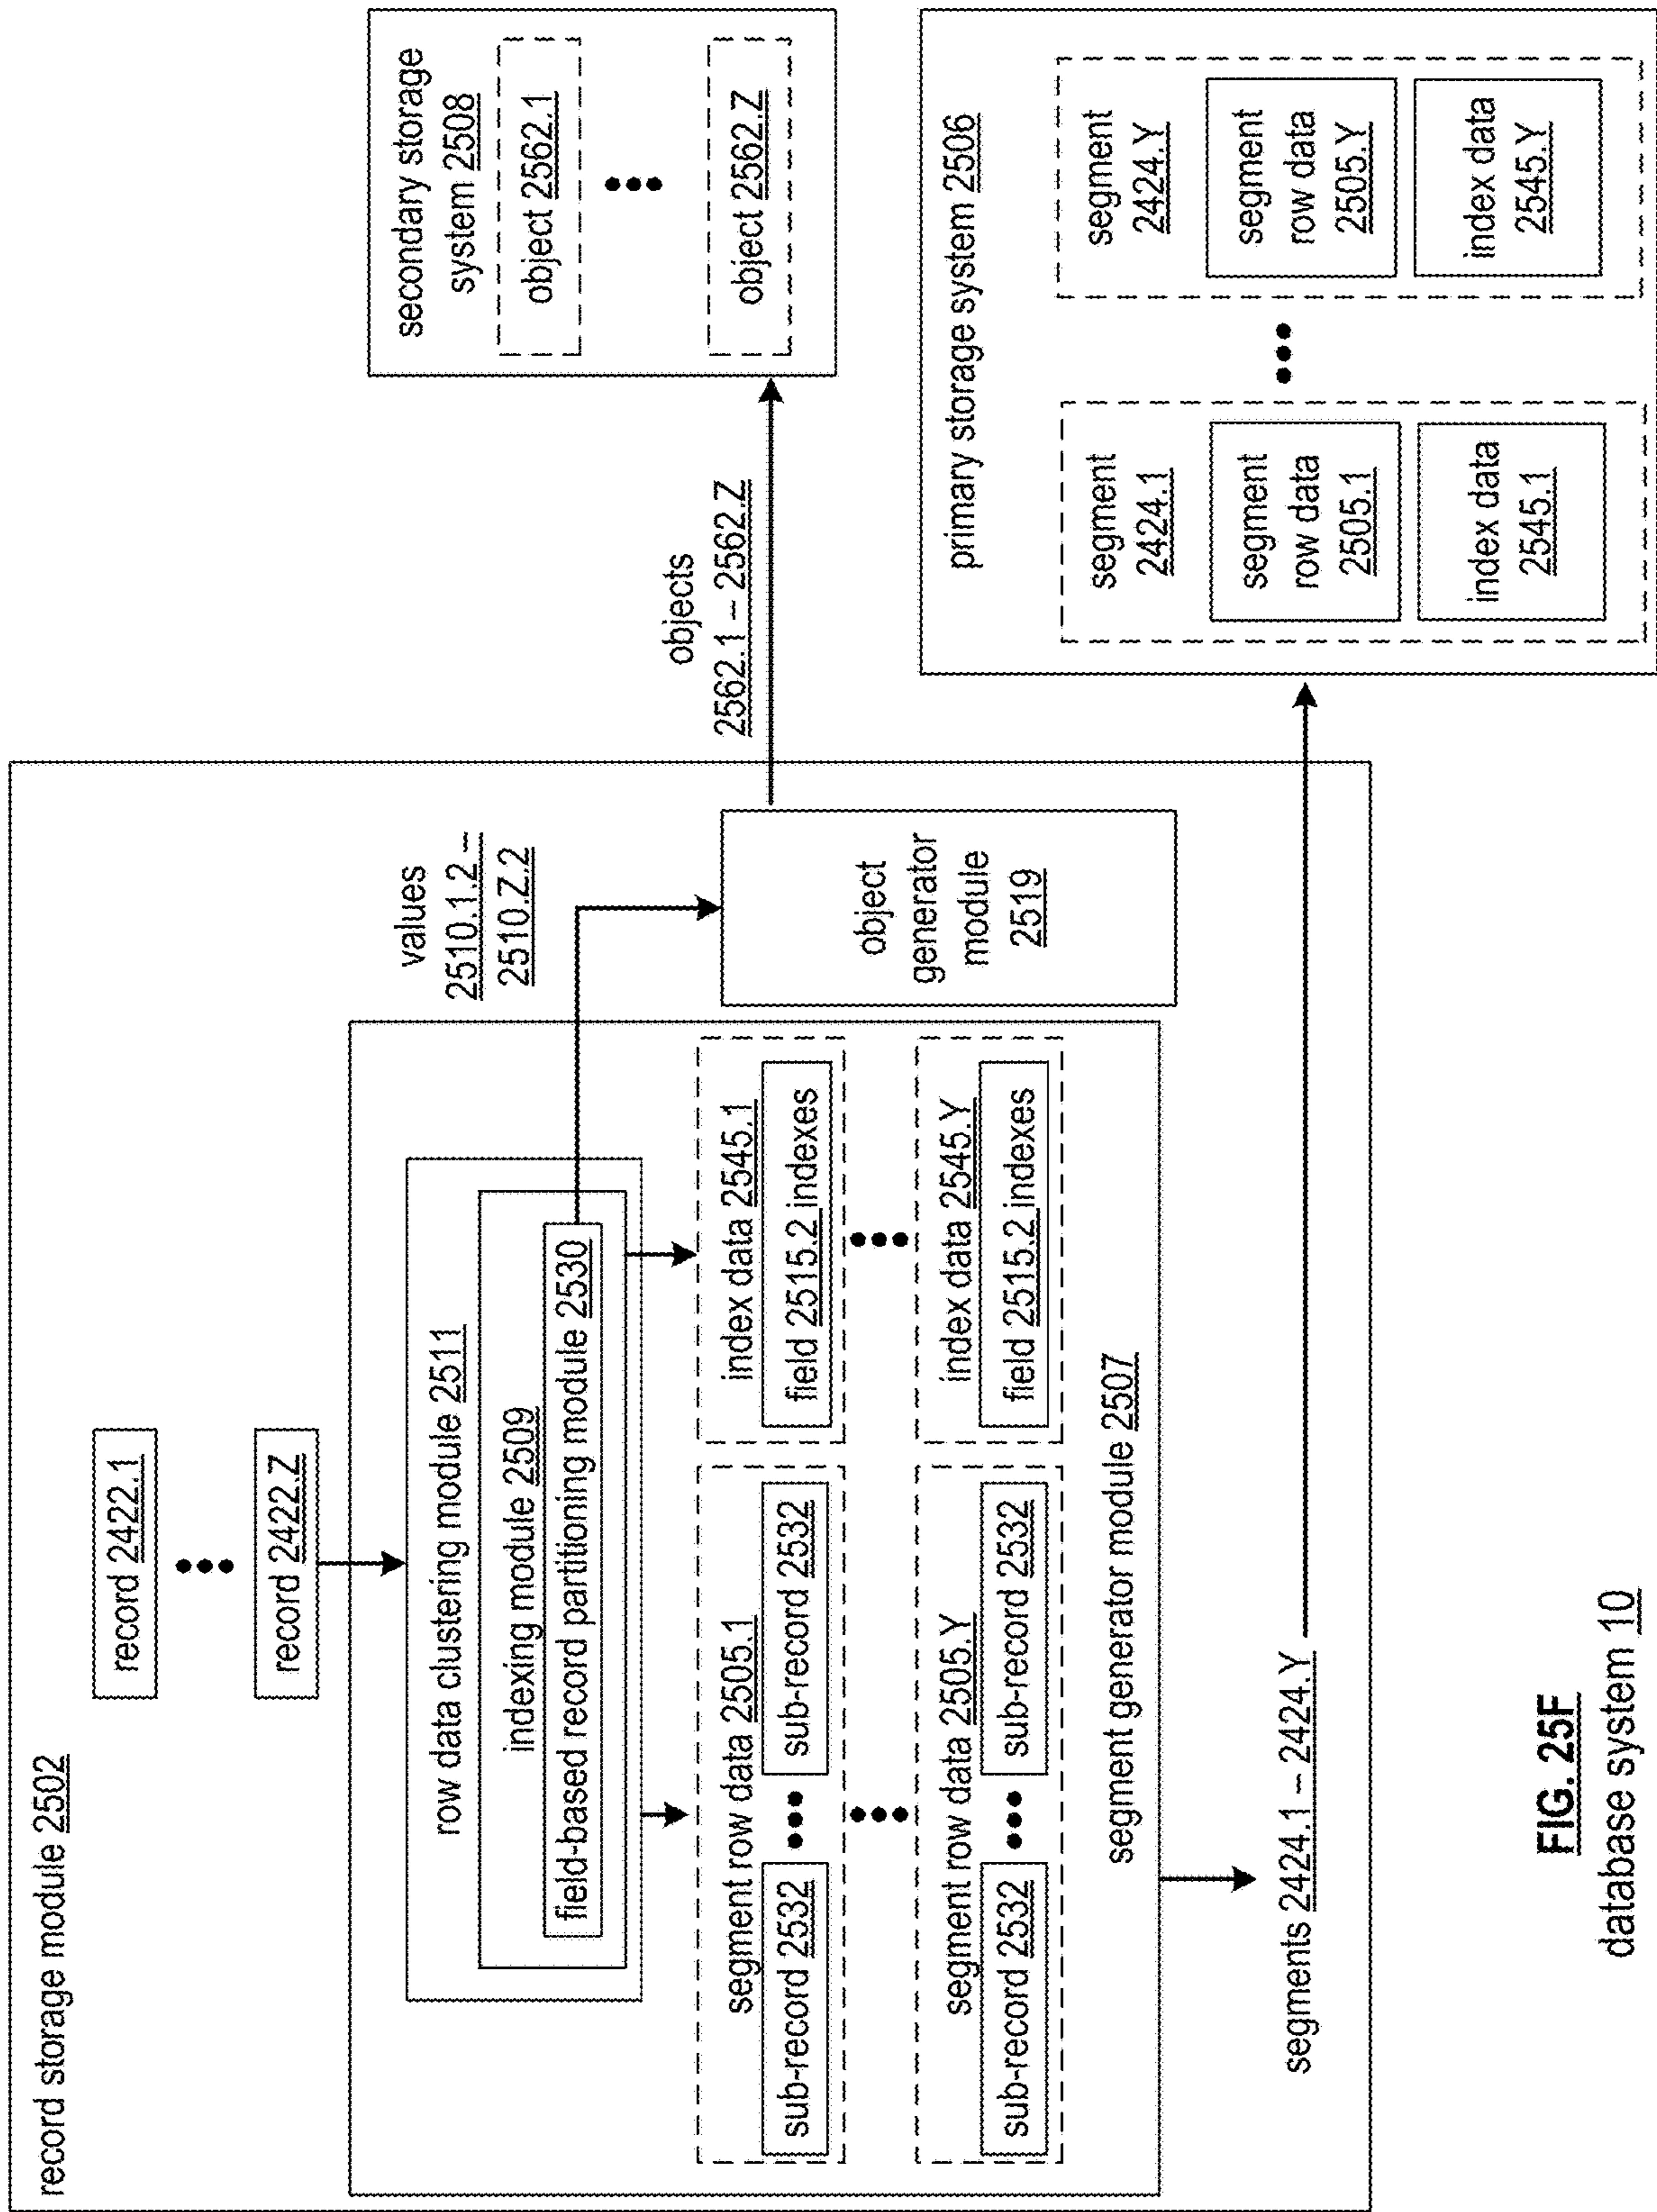 record storage module 2502
record 2422.1
record 2422.Z
row data clustering module 2511
indexing module 2509
field-based record partitioning module 2530
segment row data 2505.1
sub-record 2532
sub-record 2532
segment row data 2505.Y
sub-record 2532
sub-record 2532
index data 2545.1
field 2515.2 indexes
index data 2545.Y
field 2515.2 indexes
segment generator module 2507
segments 2424.1 – 2424.Y
values
2510.1.2 –
2510.Z.2
object
generator
module
2519
objects
2562.1 – 2562.Z
secondary storage
system 2508
object 2562.1
object 2562.Z
primary storage system 2506
segment
2424.1
segment
row data
2505.1
index data
2545.1
segment
2424.Y
segment
row data
2505.Y
index data
2545.Y
FIG. 25F
database system 10